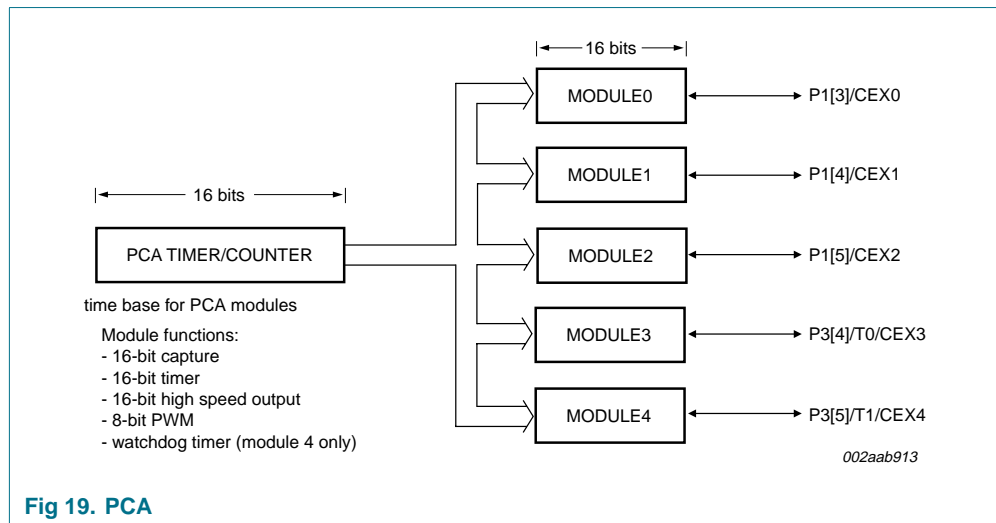 16 bits
MODULE0
P1[3]/CEX0
MODULE1
P1[4]/CEX1
16 bits
PCA TIMER/COUNTER
MODULE2
P1[5]/CEX2
time base for PCA modules
Module functions:
- 16-bit capture
- 16-bit timer
- 16-bit high speed output
- 8-bit PWM
- watchdog timer (module 4 only)
MODULE3
P3[4]/T0/CEX3
MODULE4
P3[5]/T1/CEX4
002aab913
Fig 19. PCA